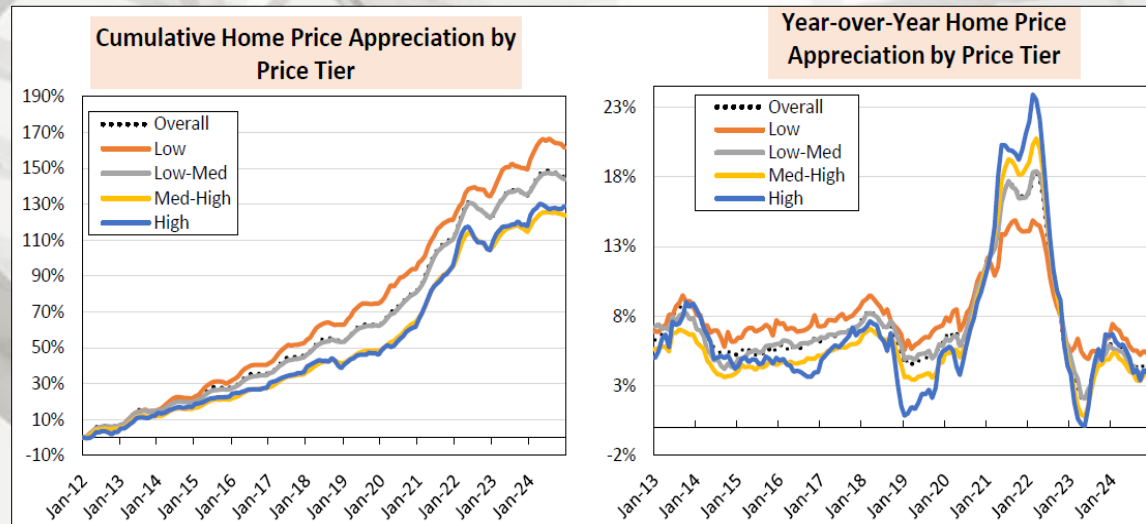 Cumulative Home Price Appreciation by
Price Tier
190%
170%
150%
130%
110%
90%
70%
50%
30%
10%
-10%
Overall
Low
Low-Med
Med-High
High
Jan-12
Jan-13
Jan-14
Jan-15
Jan-16
Jan-17
Jan-18
Jan-19
Jan-20
Jan-21
Jan-22
Jan-23
Jan-24
Year-over-Year Home Price
Appreciation by Price Tier
23%
18%
13%
8%
3%
-2%
Overall
Low
Low-Med
Med-High
High
Jan-13
Jan-14
Jan-15
Jan-16
Jan-17
Jan-18
Jan-19
Jan-20
Jan-21
Jan-22
Jan-23
Jan-24